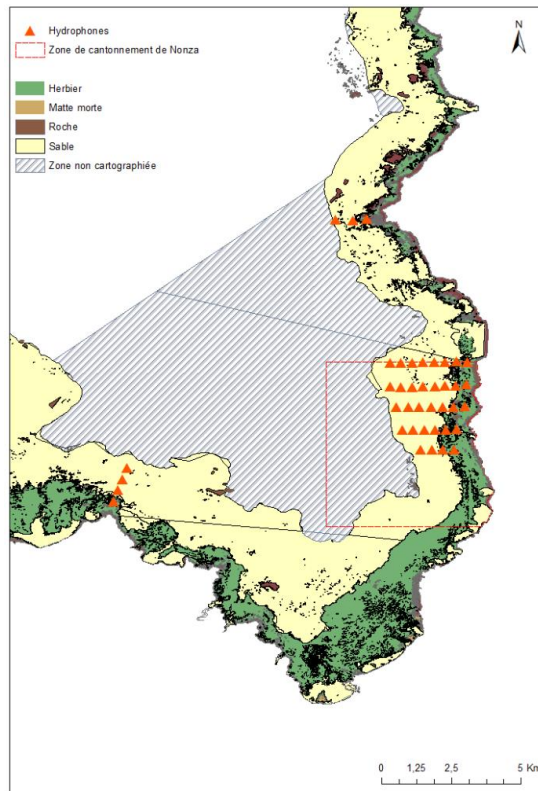 Hydrophones
Zone de cantonnement de Nonza
Herbier
Matte morte
Roche
Sable
Zone non cartographiée
N
0 1,25 2,5 5 Km